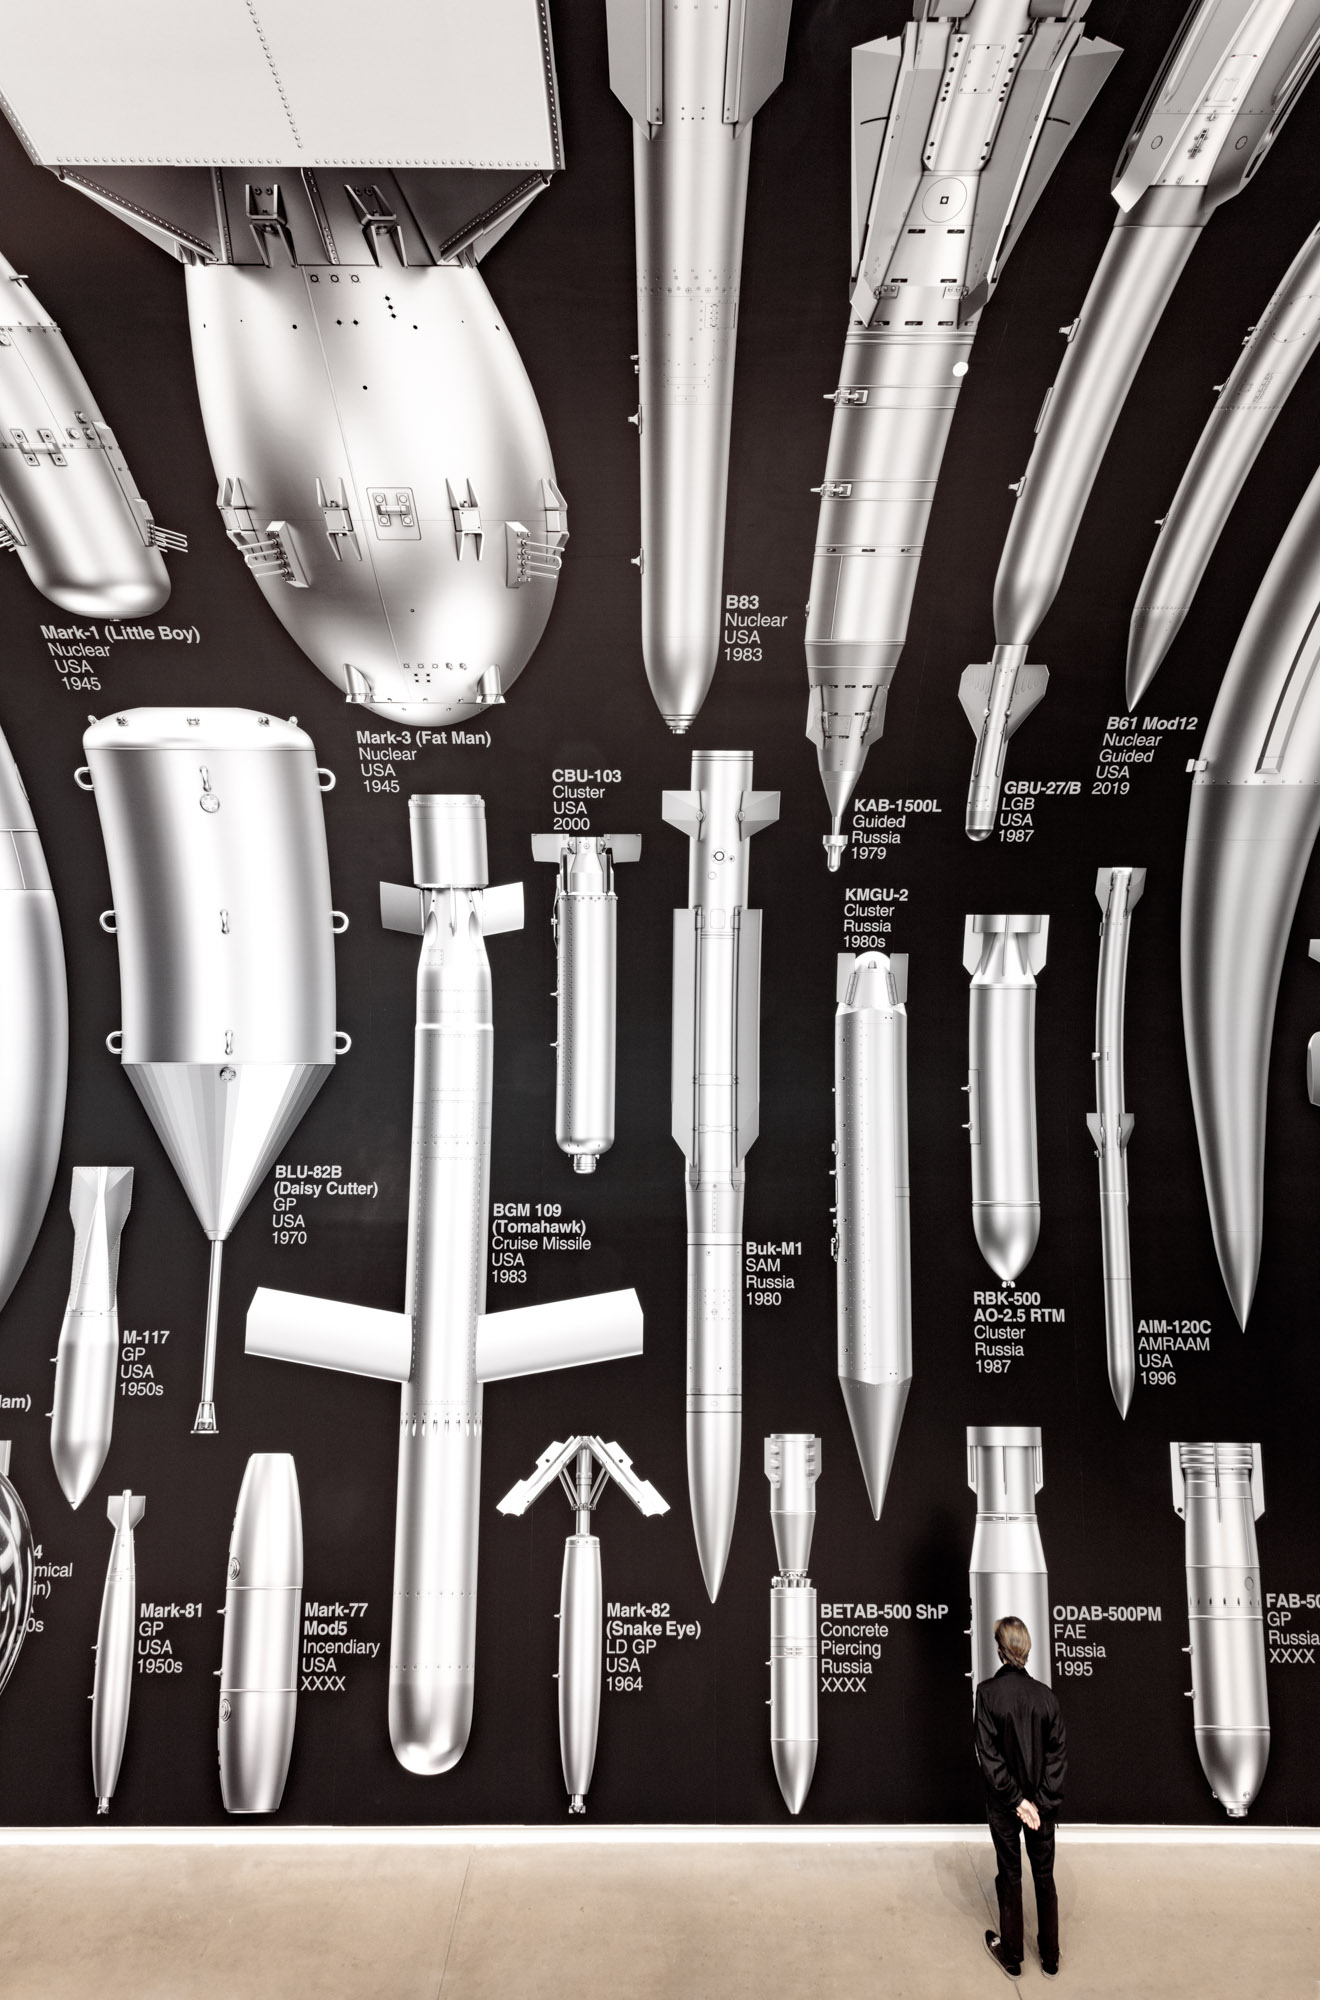 Mark-1 (Little Boy)
Nuclear
USA
1945
Mark-3 (Fat Man)
Nuclear
USA
1945
B83
Nuclear
USA
1983
B61 Mod12
Nuclear
Guided
USA
2019
GBU-27/B
LGB
USA
1987
KAB-1500L
Guided
Russia
1979
CBU-103
Cluster
USA
2000
KMGU-2
Cluster
Russia
1980s
BLU-82B
(Daisy Cutter)
GP
USA
1970
BGM 109
(Tomahawk)
Cruise Missile
USA
1983
Buk-M1
SAM
Russia
1980
RBK-500
AO-2.5 RTM
Cluster
Russia
1987
AIM-120C
AMRAAM
USA
1996
M-117
GP
USA
1950s
Mark-81
GP
USA
1950s
Mark-77
Mod5
Incendiary
USA
XXXX
Mark-82
(Snake Eye)
LD GP
USA
1964
BETAB-500 ShP
Concrete
Piercing
Russia
XXXX
ODAB-500PM
FAE
Russia
1995
FAB-50
GP
Russia
XXXX